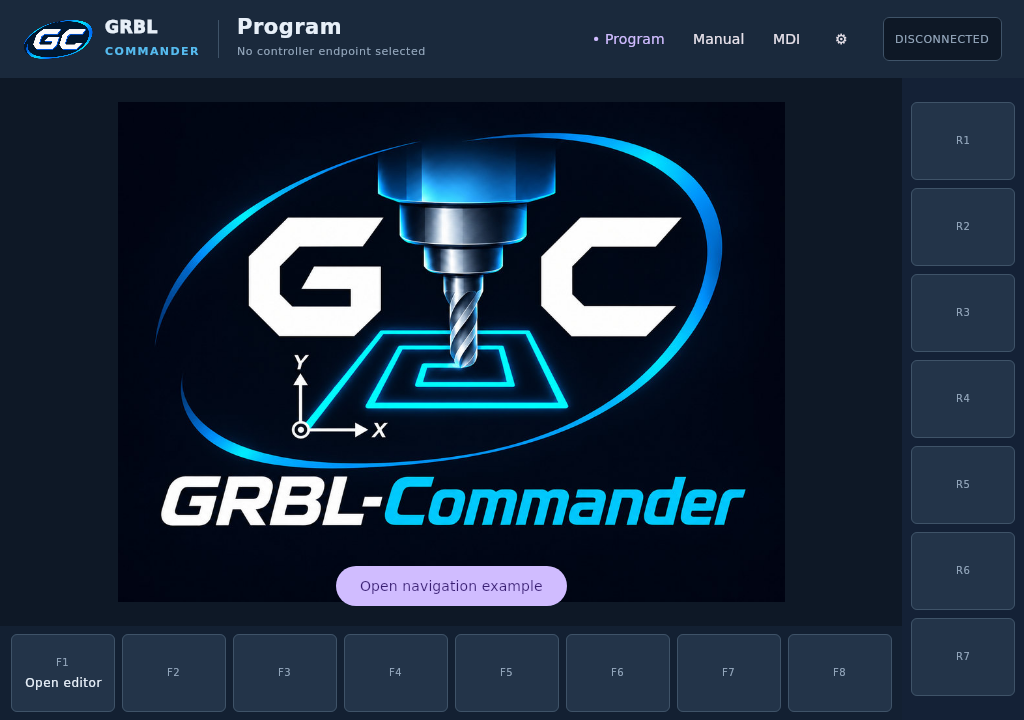 GC
GRBL
COMMANDER
Program
No controller endpoint selected
• Program
Manual
MDI
DISCONNECTED
G C
Y
X
GRBL-Commander
Open navigation example
R1
R2
R3
R4
R5
R6
R7
F1
Open editor
F2
F3
F4
F5
F6
F7
F8